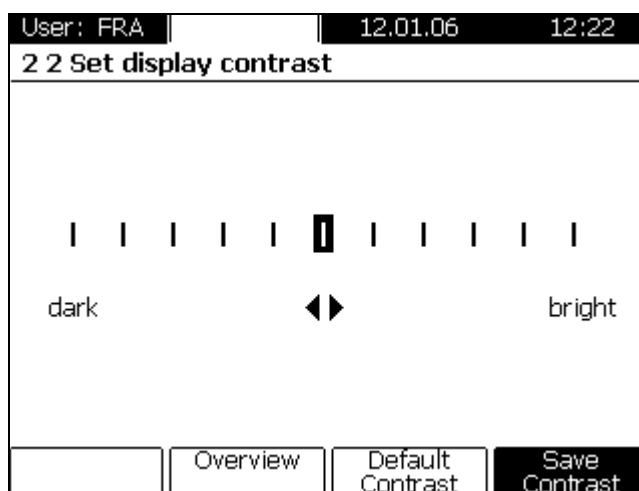 User: FRA 12.01.06 12:22
2 2 Set display contrast
dark bright
Overview Default Save
Contrast Contrast